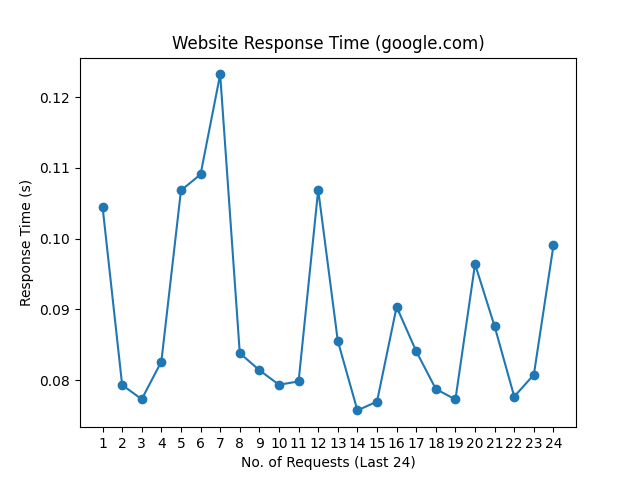 Website Response Time (google.com)
Response Time (s)
0.12
0.11
0.10
0.09
0.08
1 2 3 4 5 6 7 8 9 10 11 12 13 14 15 16 17 18 19 20 21 22 23 24
No. of Requests (Last 24)